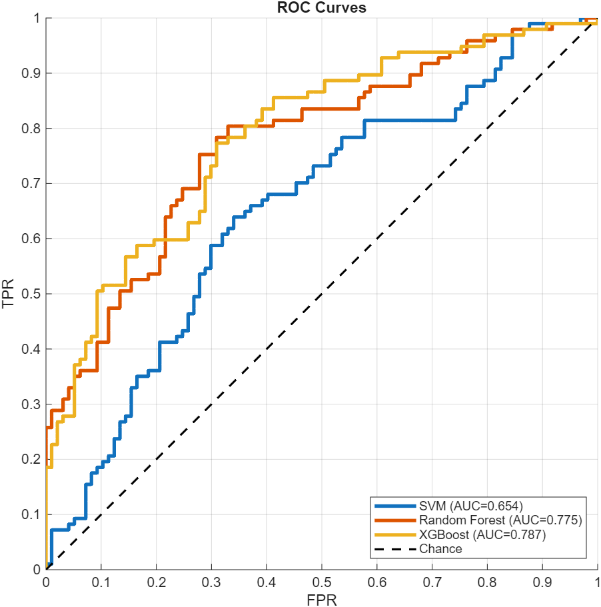 ROC Curves
1
0.9
0.8
0.7
0.6
0.5
0.4
0.3
0.2
0.1
0
TPR
0 0.1 0.2 0.3 0.4 0.5 0.6 0.7 0.8 0.9 1
FPR
SVM (AUC=0.654)
Random Forest (AUC=0.775)
XGBoost (AUC=0.787)
Chance